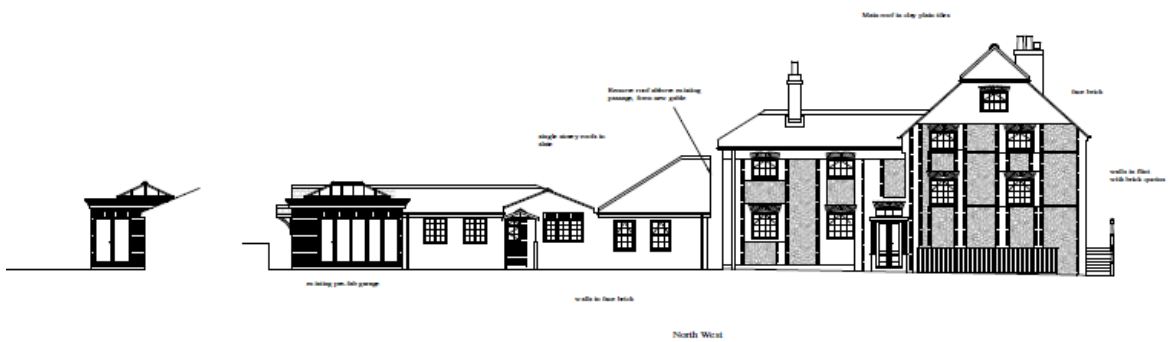 Main roof in clay plain tiles
Remove roof above existing
passage, form new gable
face brick
single storey roofs in
slate
walls in flint
with brick quoins
existing pre-fab garage
walls in face brick
North West